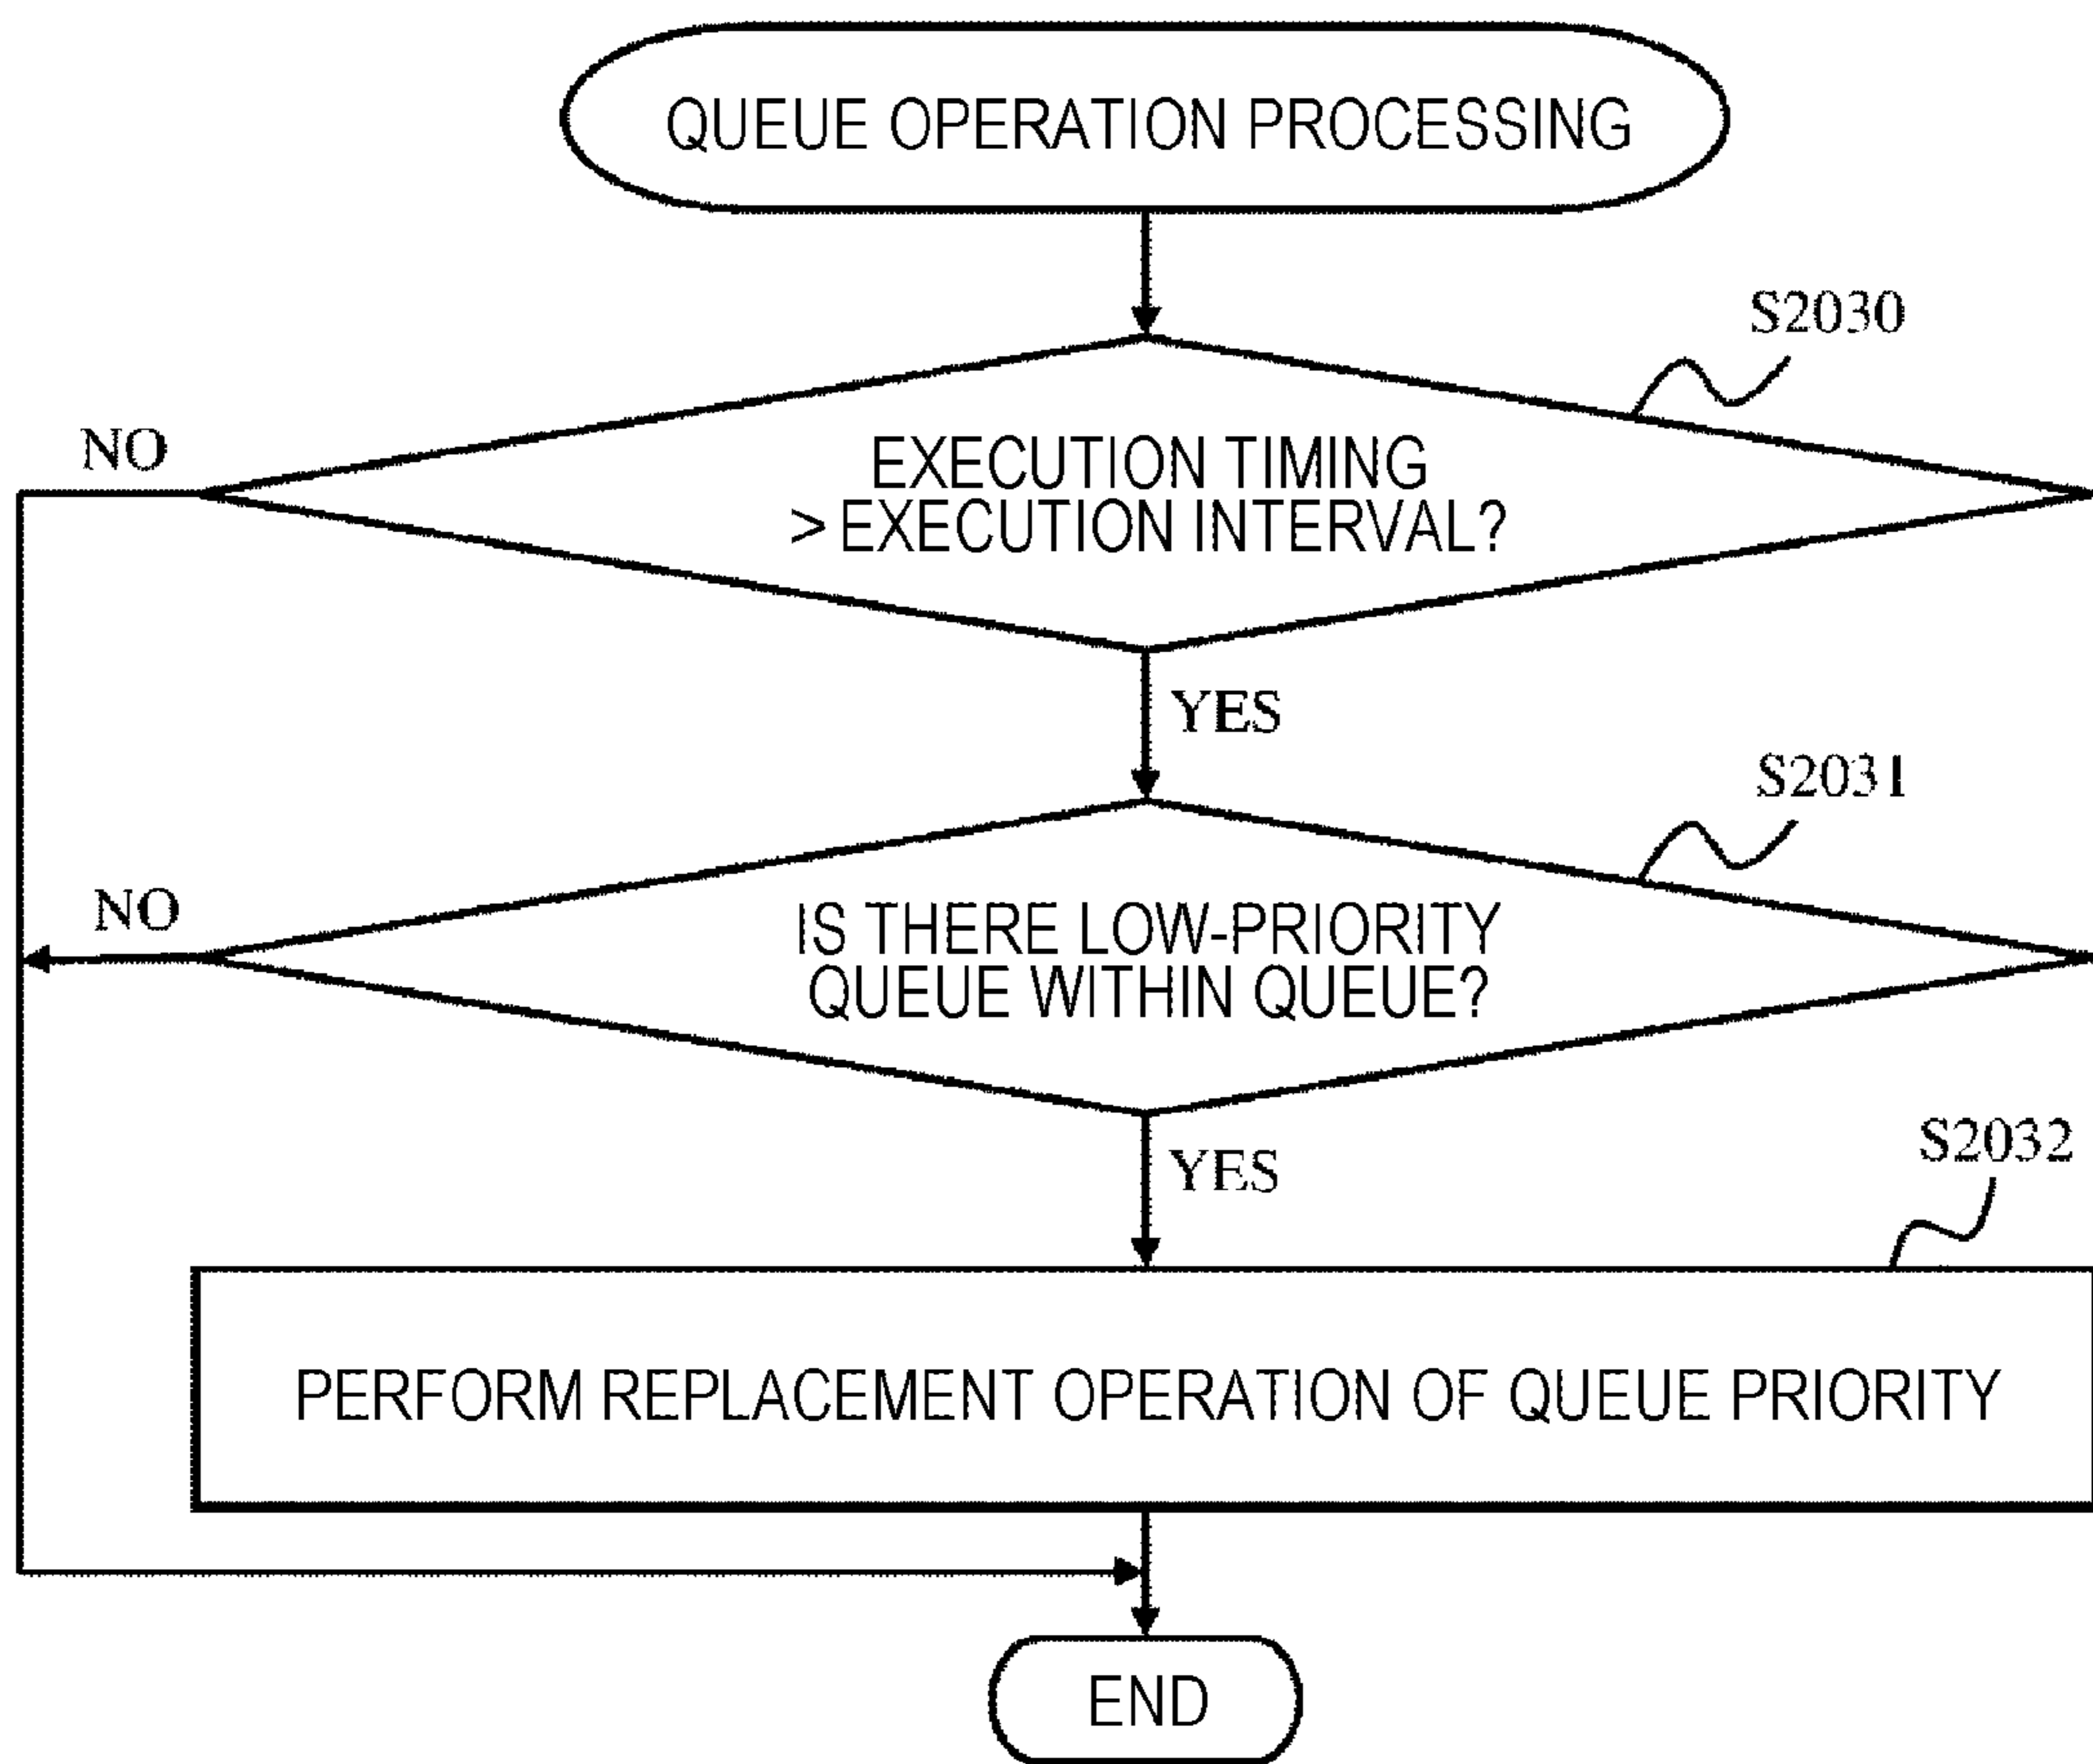 QUEUE OPERATION PROCESSING
S2030
NO
EXECUTION TIMING
> EXECUTION INTERVAL?
YES
S2031
NO
IS THERE LOW-PRIORITY
QUEUE WITHIN QUEUE?
YES
S2032
PERFORM REPLACEMENT OPERATION OF QUEUE PRIORITY
END